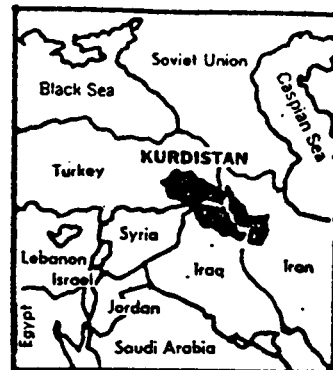 Soviet Union
Black Sea
Caspian Sea
KURDISTAN
Turkey
Syria
Lebanon
Iraq
Iran
Israel
Jordan
Egypt
Saudi Arabia